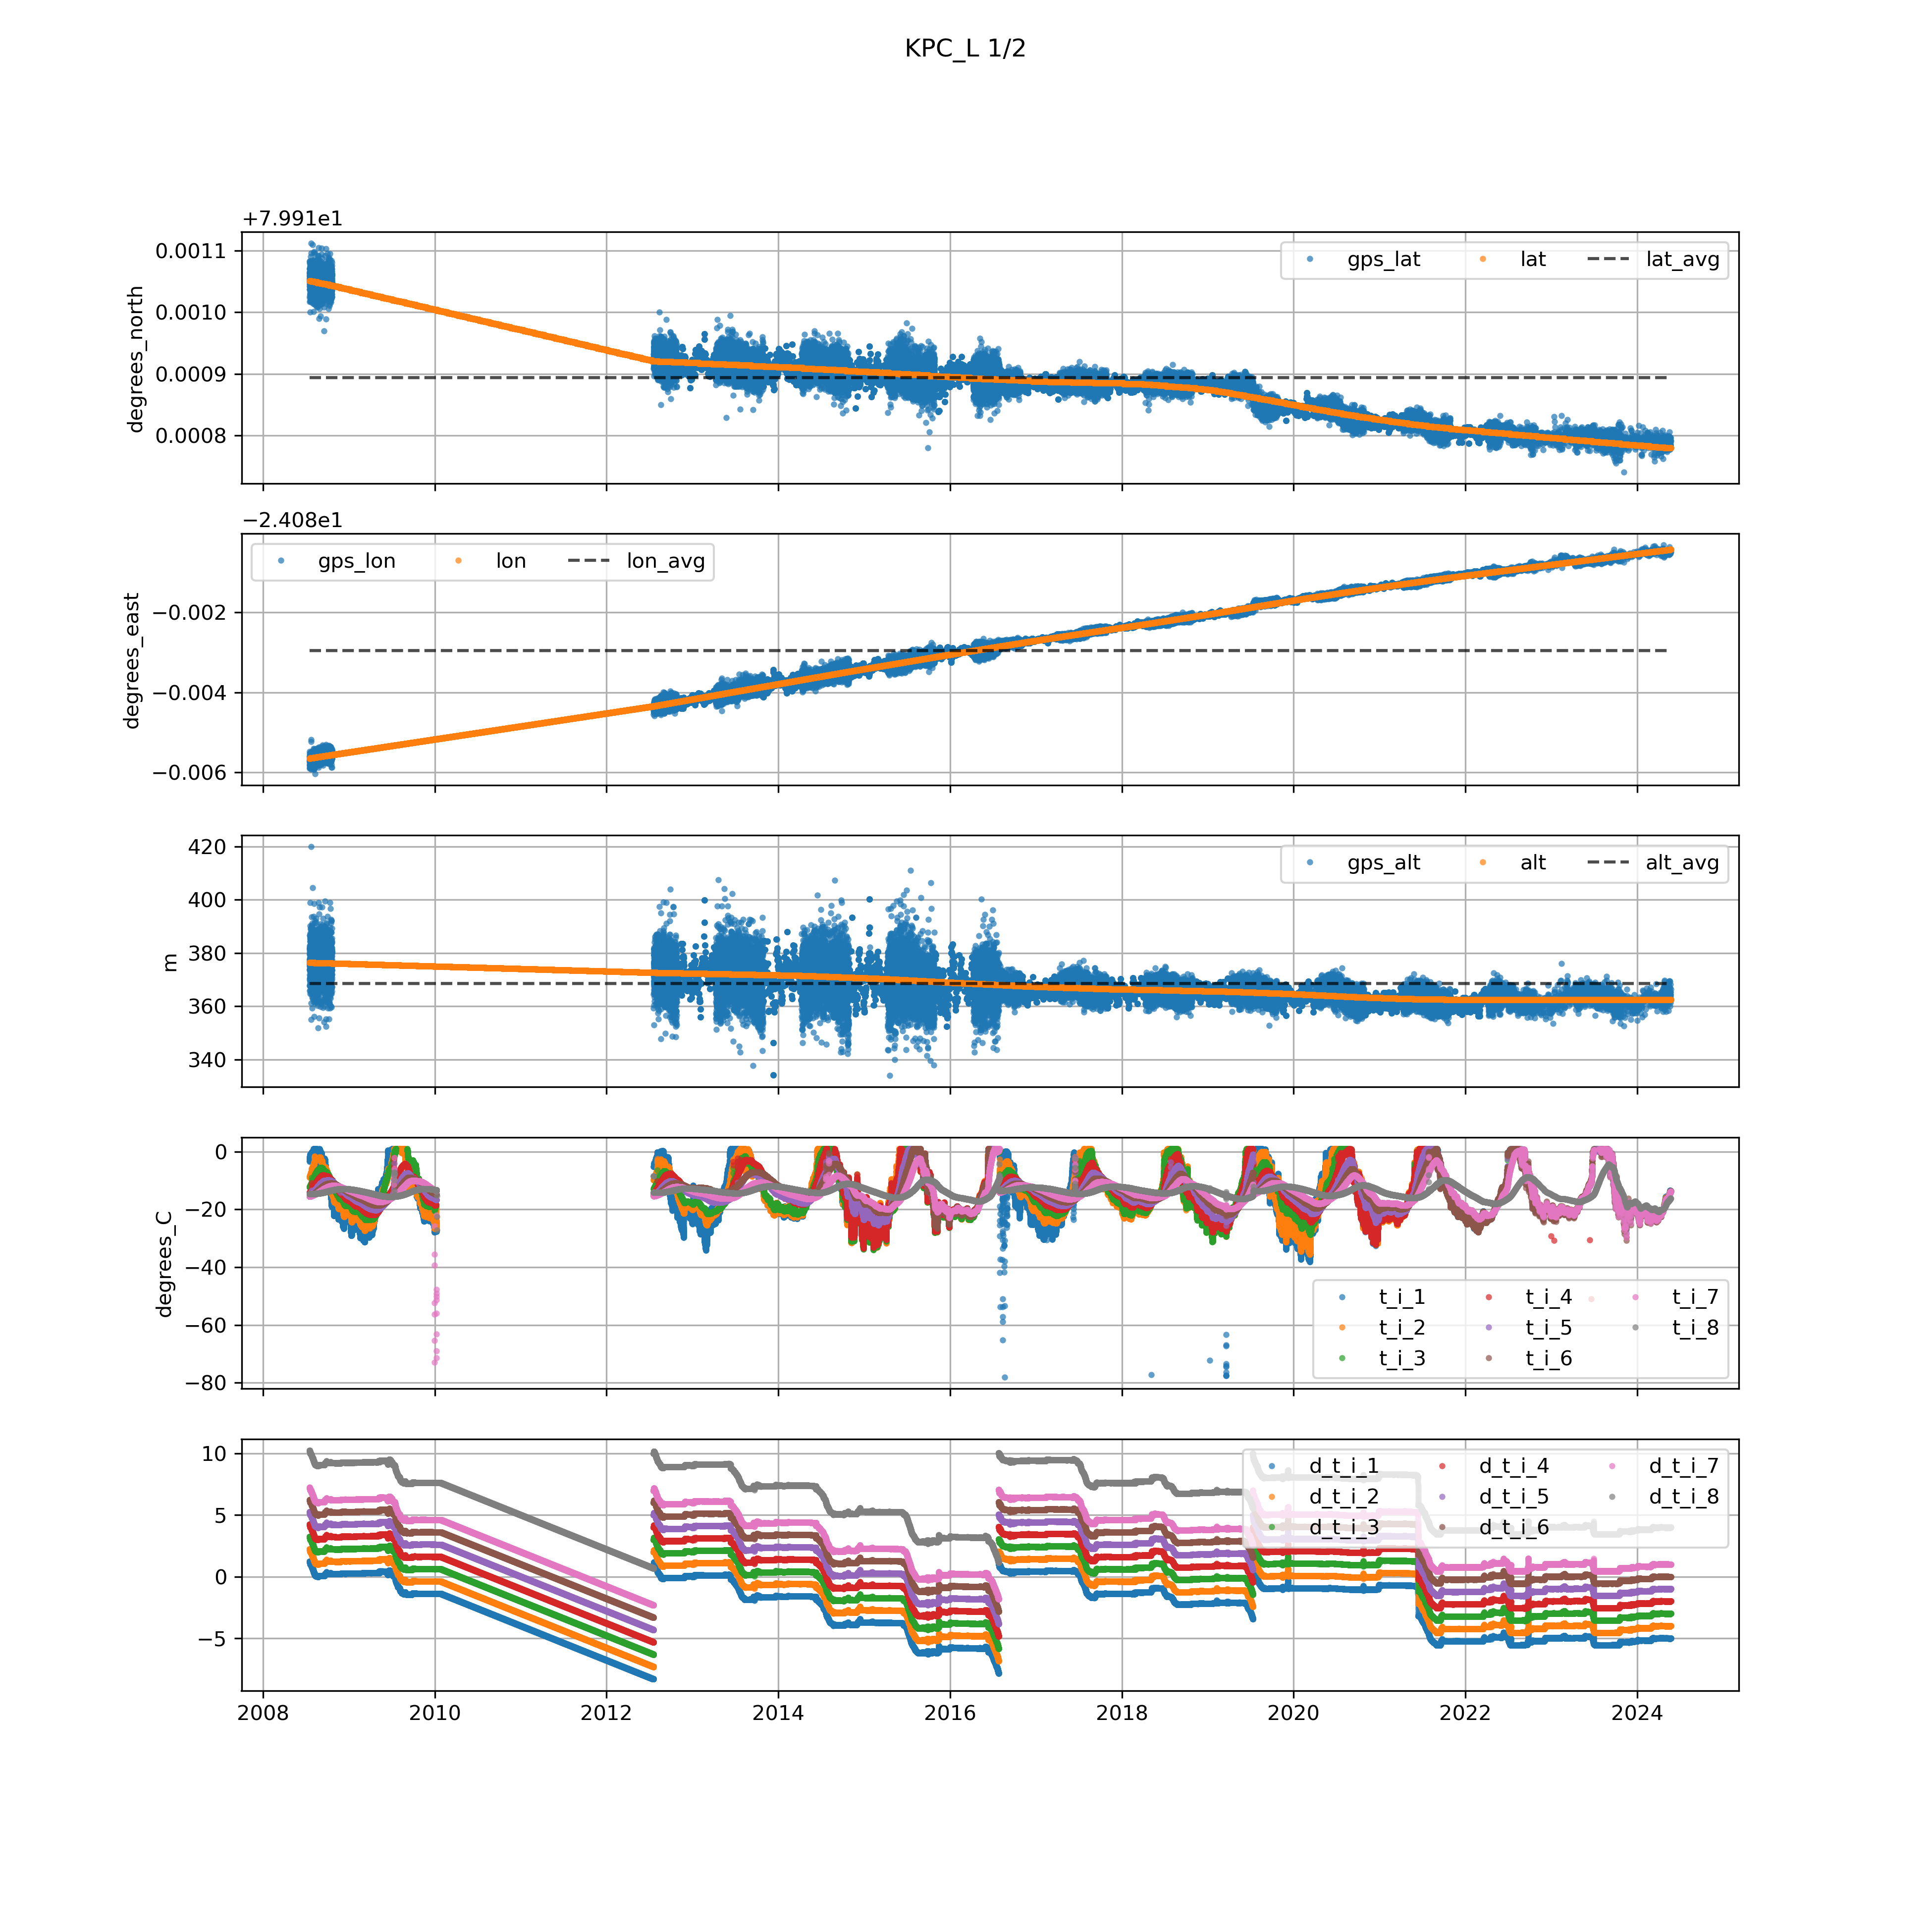 KPC_L 1/2
+7.991e1
degrees_north
0.0011
0.0010
0.0009
0.0008
gps_lat lat lat_avg
−2.408e1
degrees_east
−0.002
−0.004
−0.006
gps_lon lon lon_avg
m
420
400
380
360
340
gps_alt alt alt_avg
degrees_C
0
−20
−40
−60
−80
t_i_1 t_i_4 t_i_7
t_i_2 t_i_5 t_i_8
t_i_3 t_i_6
10
5
0
−5
d_t_i_1 d_t_i_4 d_t_i_7
d_t_i_2 d_t_i_5 d_t_i_8
d_t_i_3 d_t_i_6
2008 2010 2012 2014 2016 2018 2020 2022 2024